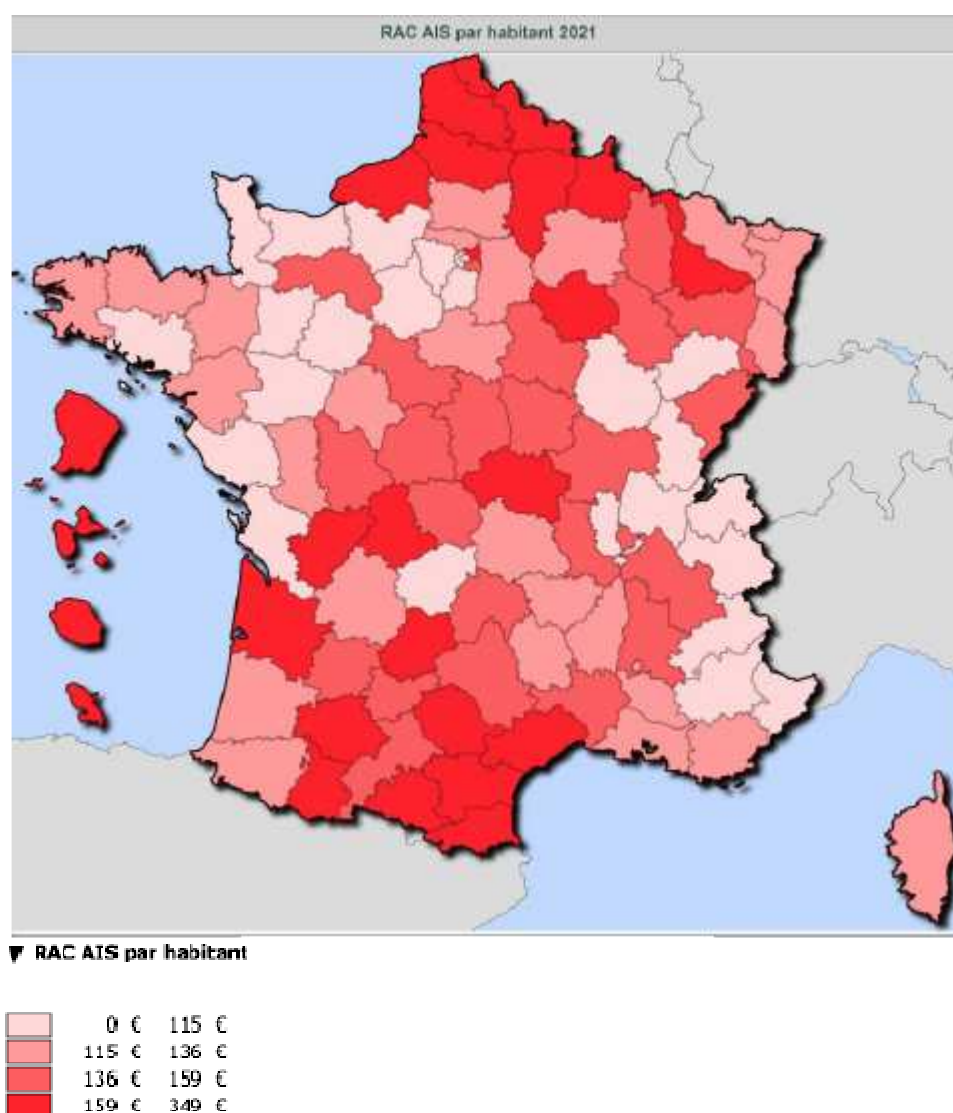 RAC AIS par habitant 2021
▼ RAC AIS par habitant
0 € 115 €
115 € 136 €
136 € 159 €
159 € 349 €